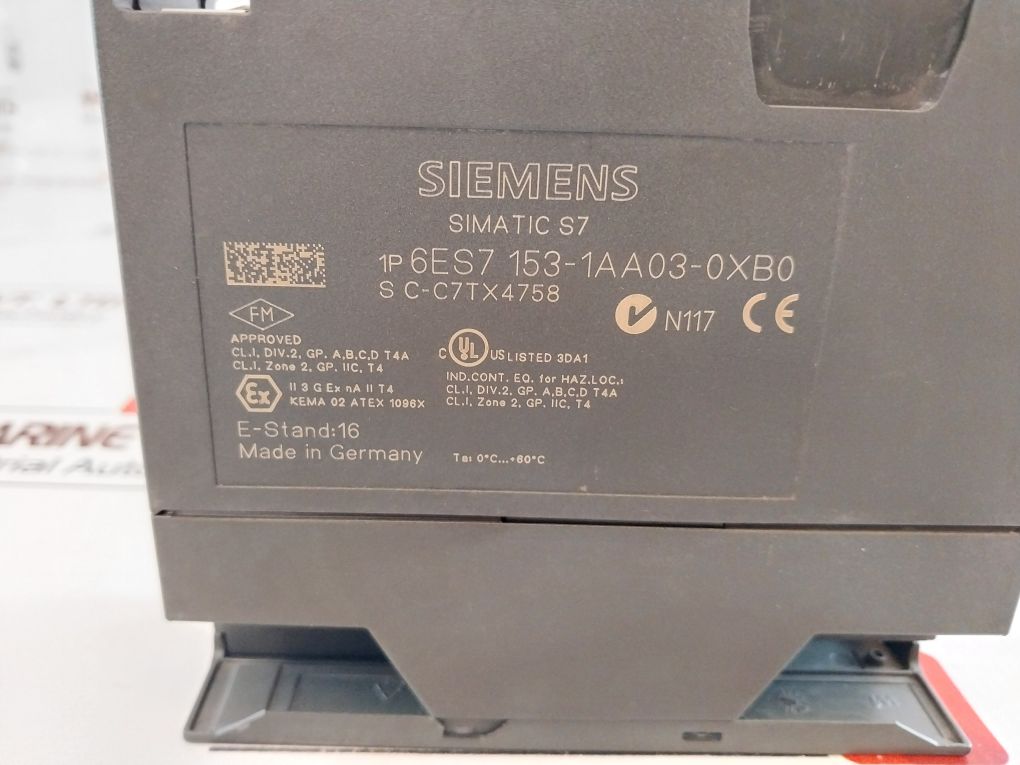 SIEMENS
SIMATIC S7
1P 6ES7 153-1AA03-0XB0
S C-C7TX4758
FM
APPROVED
CL.I, DIV.2, GP. A,B,C,D T4A
CL.I, Zone 2, GP. IIC, T4
C UL US LISTED 3DA1
IND.CONT. EQ. for HAZ.LOC.:
CL.I, DIV.2, GP. A,B,C,D T4A
CL.I, Zone 2, GP. IIC, T4
N117 CE
Ex II 3 G Ex nA II T4
KEMA 02 ATEX 1096X
E-Stand:16
Made in Germany
Ta: 0°C...+60°C
ARINE
rial Auto